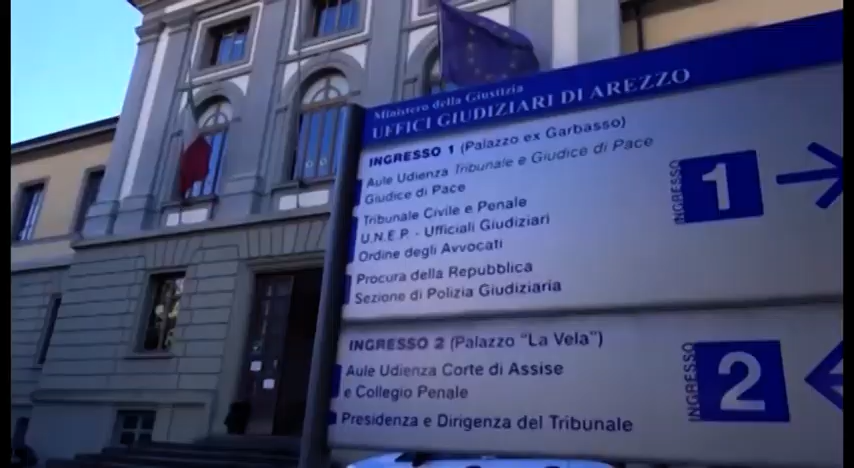 Ministero della Giustizia
UFFICI GIUDIZIARI DI AREZZO
INGRESSO 1 (Palazzo ex Garbasso)
Aule Udienza Tribunale e Giudice di Pace
Giudice di Pace
Tribunale Civile e Penale
U.N.E.P. - Ufficiali Giudiziari
Ordine degli Avvocati
Procura della Repubblica
Sezione di Polizia Giudiziaria
INGRESSO 1
INGRESSO 2 (Palazzo "La Vela")
Aule Udienza Corte di Assise
e Collegio Penale
Presidenza e Dirigenza del Tribunale
INGRESSO 2